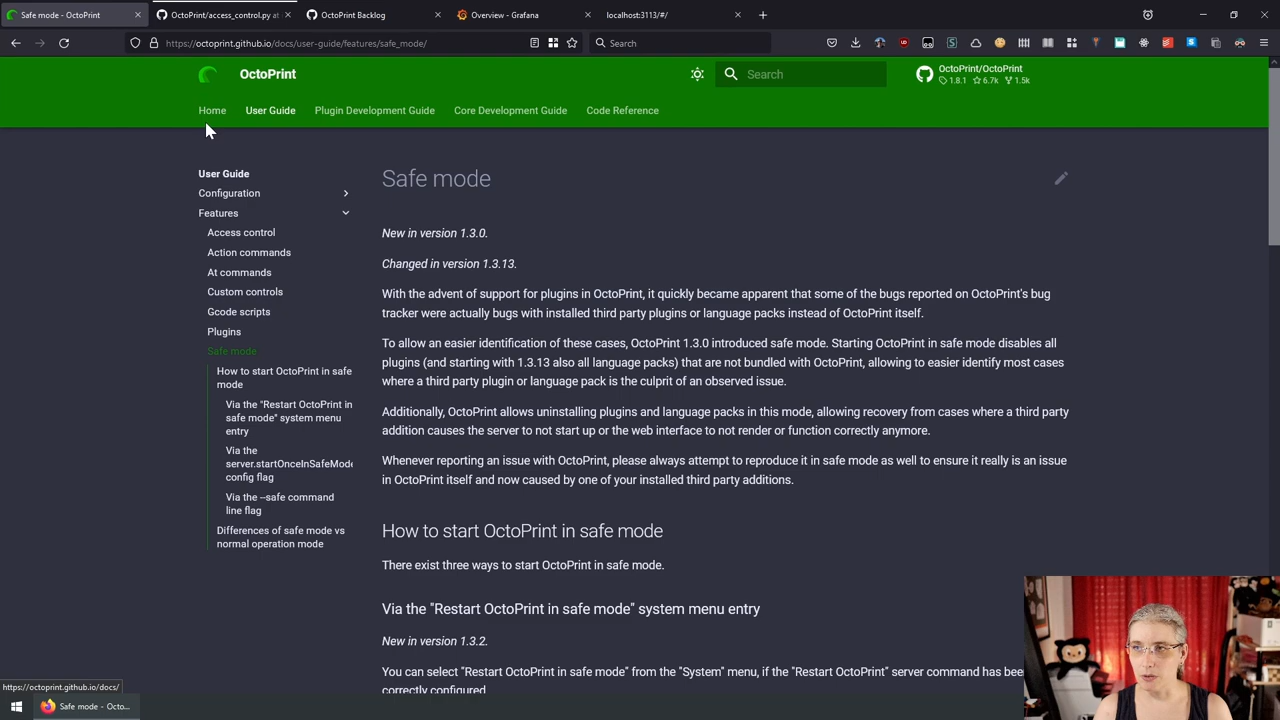 Safe mode - OctoPrint
OctoPrint/access_control.py at
OctoPrint Backlog
Overview - Grafana
localhost:3113/#/
https://octoprint.github.io/docs/user-guide/features/safe_mode/
Search
OctoPrint
Search
OctoPrint/OctoPrint
1.8.1 6.7k 1.5k
Home
User Guide
Plugin Development Guide
Core Development Guide
Code Reference
User Guide
Configuration
Features
Access control
Action commands
At commands
Custom controls
Gcode scripts
Plugins
Safe mode
How to start OctoPrint in safe
mode
Via the "Restart OctoPrint in
safe mode" system menu
entry
Via the
server.startOnceInSafeMode
config flag
Via the --safe command
line flag
Differences of safe mode vs
normal operation mode
Safe mode
New in version 1.3.0.
Changed in version 1.3.13.
With the advent of support for plugins in OctoPrint, it quickly became apparent that some of the bugs reported on OctoPrint's bug
tracker were actually bugs with installed third party plugins or language packs instead of OctoPrint itself.
To allow an easier identification of these cases, OctoPrint 1.3.0 introduced safe mode. Starting OctoPrint in safe mode disables all
plugins (and starting with 1.3.13 also all language packs) that are not bundled with OctoPrint, allowing to easier identify most cases
where a third party plugin or language pack is the culprit of an observed issue.
Additionally, OctoPrint allows uninstalling plugins and language packs in this mode, allowing recovery from cases where a third party
addition causes the server to not start up or the web interface to not render or function correctly anymore.
Whenever reporting an issue with OctoPrint, please always attempt to reproduce it in safe mode as well to ensure it really is an issue
in OctoPrint itself and now caused by one of your installed third party additions.
How to start OctoPrint in safe mode
There exist three ways to start OctoPrint in safe mode.
Via the "Restart OctoPrint in safe mode" system menu entry
New in version 1.3.2.
You can select "Restart OctoPrint in safe mode" from the "System" menu, if the "Restart OctoPrint" server command has been
correctly configured.
https://octoprint.github.io/docs/
Safe mode - Octo...